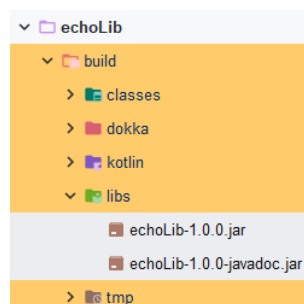 echoLib
build
classes
dokka
kotlin
libs
echoLib-1.0.0.jar
echoLib-1.0.0-javadoc.jar
tmp